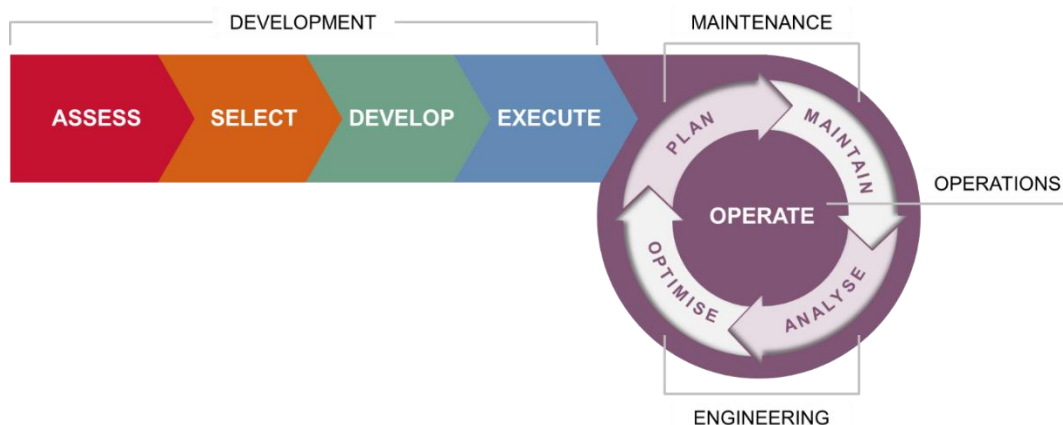 DEVELOPMENT
MAINTENANCE
ASSESS
SELECT
DEVELOP
EXECUTE
PLAN
MAINTAIN
OPERATIONS
OPERATE
OPTIMISE
ANALYSE
ENGINEERING